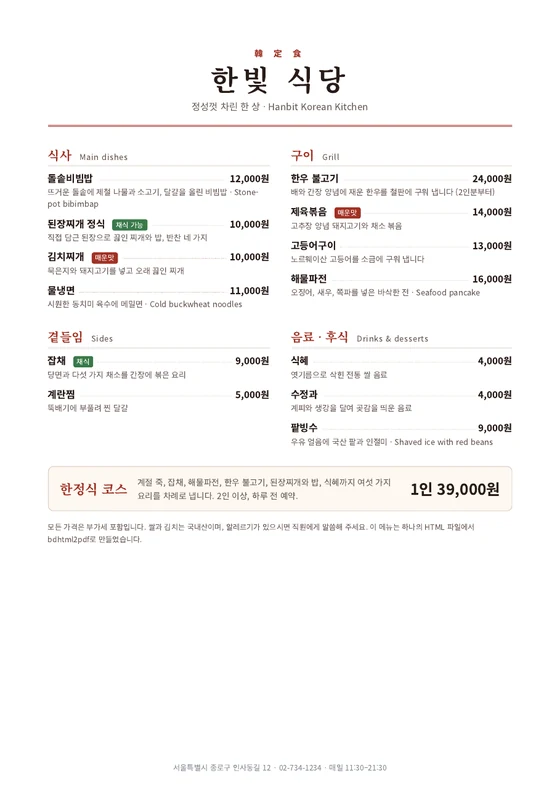 韓定食
한빛 식당
정성껏 차린 한 상 · Hanbit Korean Kitchen
식사 Main dishes
돌솥비빔밥 12,000원
뜨거운 돌솥에 제철 나물과 소고기, 달걀을 올린 비빔밥 · Stone-
pot bibimbap
된장찌개 정식 채식 가능 10,000원
직접 담근 된장으로 끓인 찌개와 밥, 반찬 네 가지
김치찌개 매운맛 10,000원
묵은지와 돼지고기를 넣고 오래 끓인 찌개
물냉면 11,000원
시원한 동치미 육수에 메밀면 · Cold buckwheat noodles
구이 Grill
한우 불고기 24,000원
배와 간장 양념에 재운 한우를 철판에 구워 냅니다 (2인분부터)
제육볶음 매운맛 14,000원
고추장 양념 돼지고기와 채소 볶음
고등어구이 13,000원
노르웨이산 고등어를 소금에 구워 냅니다
해물파전 16,000원
오징어, 새우, 쪽파를 넣은 바삭한 전 · Seafood pancake
곁들임 Sides
잡채 채식 9,000원
당면과 다섯 가지 채소를 간장에 볶은 요리
계란찜 5,000원
뚝배기에 부풀려 찐 달걀
음료 · 후식 Drinks & desserts
식혜 4,000원
엿기름으로 삭힌 전통 쌀 음료
수정과 4,000원
계피와 생강을 달여 곶감을 띄운 음료
팥빙수 9,000원
우유 얼음에 국산 팥과 인절미 · Shaved ice with red beans
한정식 코스
계절 죽, 잡채, 해물파전, 한우 불고기, 된장찌개와 밥, 식혜까지 여섯 가지
요리를 차례로 냅니다. 2인 이상, 하루 전 예약.
1인 39,000원
모든 가격은 부가세 포함입니다. 쌀과 김치는 국내산이며, 알레르기가 있으시면 직원에게 말씀해 주세요. 이 메뉴는 하나의 HTML 파일에서
bdhtml2pdf로 만들었습니다.
서울특별시 종로구 인사동길 12 · 02-734-1234 · 매일 11:30–21:30